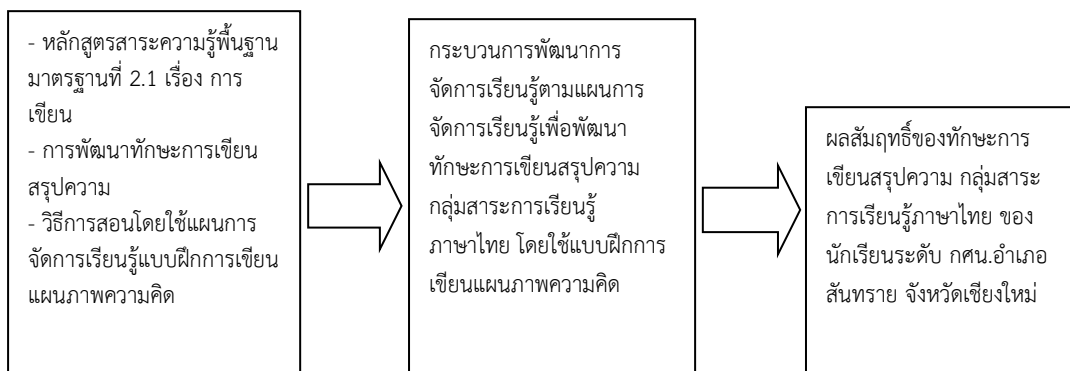 - หลักสูตรสาระความรู้พื้นฐาน
มาตรฐานที่ 2.1 เรื่อง การ
เขียน
- การพัฒนาทักษะการเขียน
สรุปความ
- วิธีการสอนโดยใช้แผนการ
จัดการเรียนรู้แบบฝึกการเขียน
แผนภาพความคิด
กระบวนการพัฒนาการ
จัดการเรียนรู้ตามแผนการ
จัดการเรียนรู้เพื่อพัฒนา
ทักษะการเขียนสรุปความ
กลุ่มสาระการเรียนรู้
ภาษาไทย โดยใช้แบบฝึกการ
เขียนแผนภาพความคิด
ผลสัมฤทธิ์ของทักษะการ
เขียนสรุปความ กลุ่มสาระ
การเรียนรู้ภาษาไทย ของ
นักเรียนระดับ กศน.อำเภอ
สันทราย จังหวัดเชียงใหม่